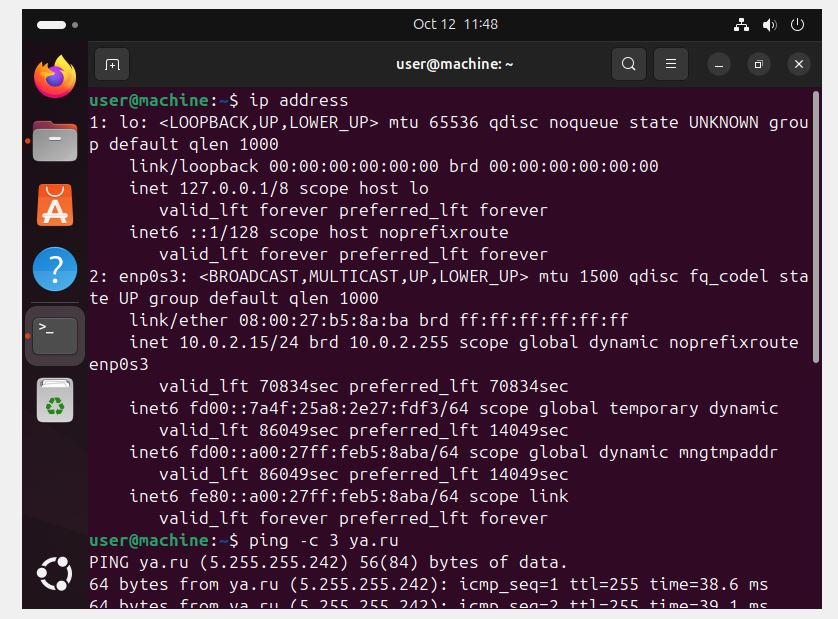 Oct 12 11:48
user@machine: ~
user@machine:~$ ip address
1: lo: <LOOPBACK,UP,LOWER_UP> mtu 65536 qdisc noqueue state UNKNOWN grou
p default qlen 1000
    link/loopback 00:00:00:00:00:00 brd 00:00:00:00:00:00
    inet 127.0.0.1/8 scope host lo
       valid_lft forever preferred_lft forever
    inet6 ::1/128 scope host noprefixroute
       valid_lft forever preferred_lft forever
2: enp0s3: <BROADCAST,MULTICAST,UP,LOWER_UP> mtu 1500 qdisc fq_codel sta
te UP group default qlen 1000
    link/ether 08:00:27:b5:8a:ba brd ff:ff:ff:ff:ff:ff
    inet 10.0.2.15/24 brd 10.0.2.255 scope global dynamic noprefixroute
enp0s3
       valid_lft 70834sec preferred_lft 70834sec
    inet6 fd00::7a4f:25a8:2e27:fdf3/64 scope global temporary dynamic
       valid_lft 86049sec preferred_lft 14049sec
    inet6 fd00::a00:27ff:feb5:8aba/64 scope global dynamic mngtmpaddr
       valid_lft 86049sec preferred_lft 14049sec
    inet6 fe80::a00:27ff:feb5:8aba/64 scope link
       valid_lft forever preferred_lft forever
user@machine:~$ ping -c 3 ya.ru
PING ya.ru (5.255.255.242) 56(84) bytes of data.
64 bytes from ya.ru (5.255.255.242): icmp_seq=1 ttl=255 time=38.6 ms
64 bytes from ya.ru (5.255.255.242): icmp_seq=2 ttl=255 time=39.1 ms